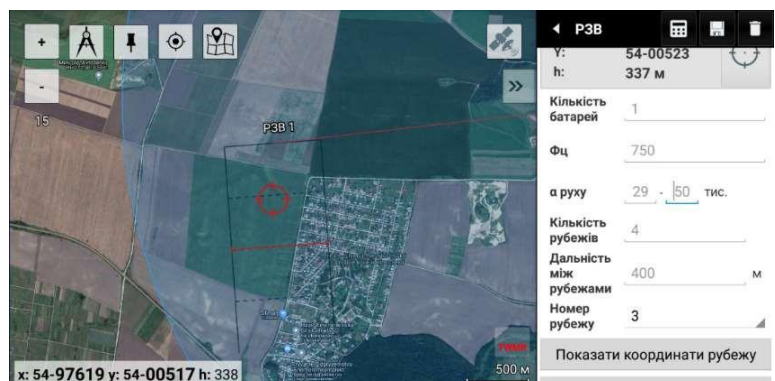 +
-
15
РЗВ 1
500 м
x: 54-97619 y: 54-00517 h: 338
РЗВ
Y: 54-00523
h: 337 м
Кількість батарей 1
Фц 750
α руху 29 - 50 тис.
Кількість рубежів 4
Дальність між рубежами 400 м
Номер рубежу 3
Показати координати рубежу